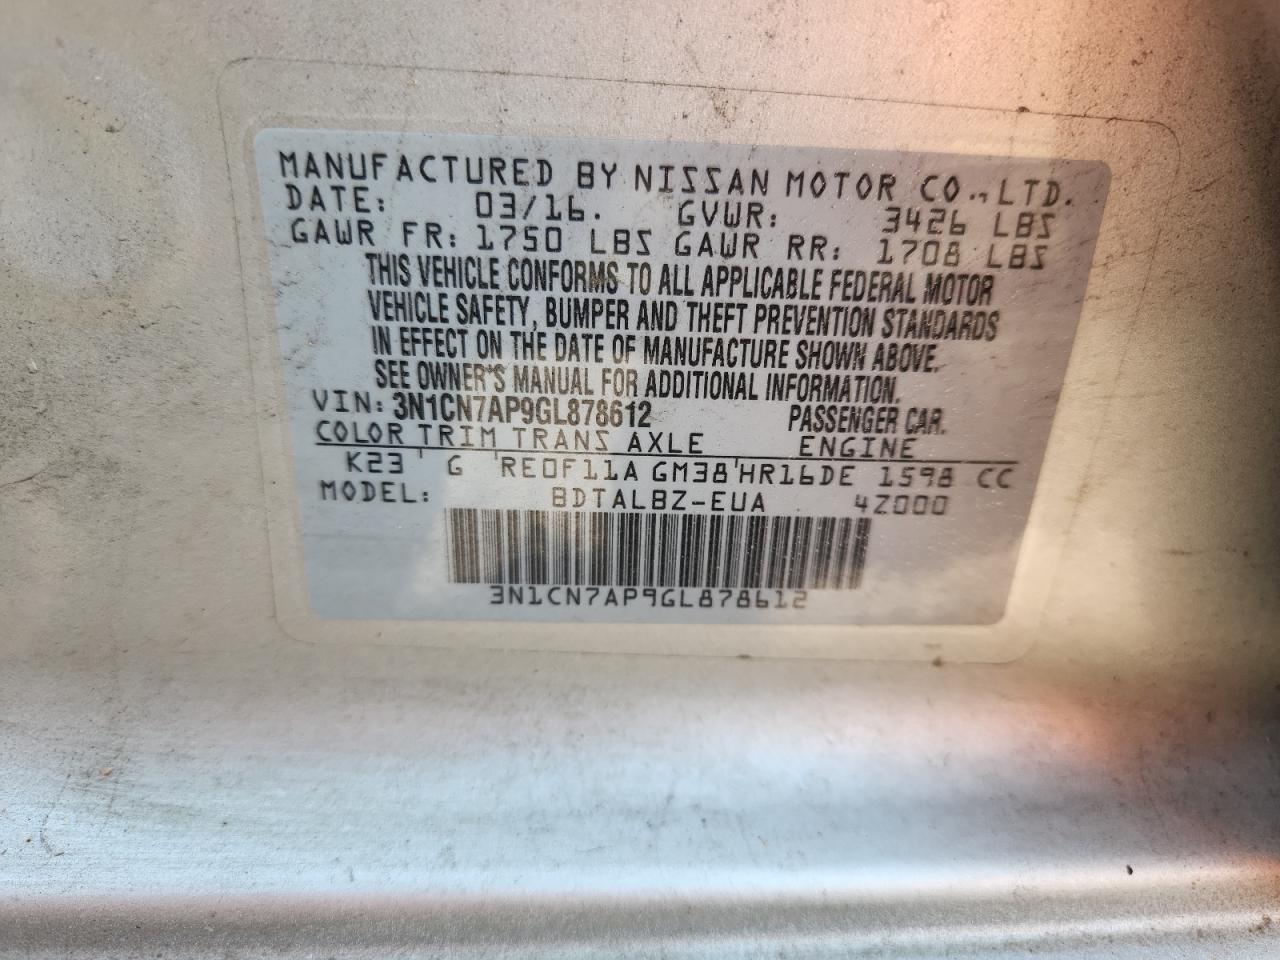 MANUFACTURED BY NISSAN MOTOR CO.,LTD.
DATE: 03/16. GVWR: 3426 LBS
GAWR FR: 1750 LBS GAWR RR: 1708 LBS
THIS VEHICLE CONFORMS TO ALL APPLICABLE FEDERAL MOTOR
VEHICLE SAFETY, BUMPER AND THEFT PREVENTION STANDARDS
IN EFFECT ON THE DATE OF MANUFACTURE SHOWN ABOVE.
SEE OWNER'S MANUAL FOR ADDITIONAL INFORMATION.
VIN: 3N1CN7AP9GL878612 PASSENGER CAR.
COLOR TRIM TRANS AXLE ENGINE
K23 ' G 'RE0F11A GM38'HR16DE 1598 CC
MODEL: BDTALBZ-EUA 4Z000
3N1CN7AP9GL878612